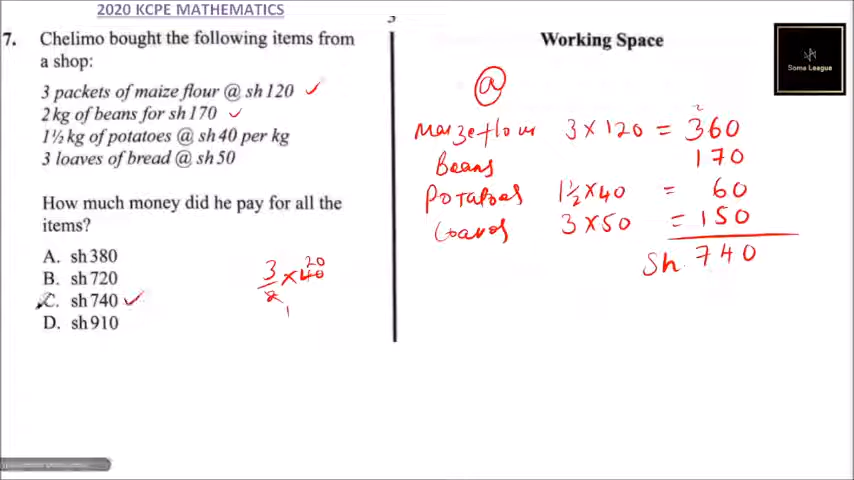 2020 KCPE MATHEMATICS
3
7. Chelimo bought the following items from
a shop:
3 packets of maize flour @ sh 120
2 kg of beans for sh 170
1½ kg of potatoes @ sh 40 per kg
3 loaves of bread @ sh 50
How much money did he pay for all the
items?
A. sh 380
B. sh 720
C. sh 740
D. sh 910
3/2 × 40
20
1
Working Space
@
Maize flour 3 × 120 = 360
2
Beans 170
Potatoes 1½ × 40 = 60
Loaves 3 × 50 = 150
Sh. 740
Soma League